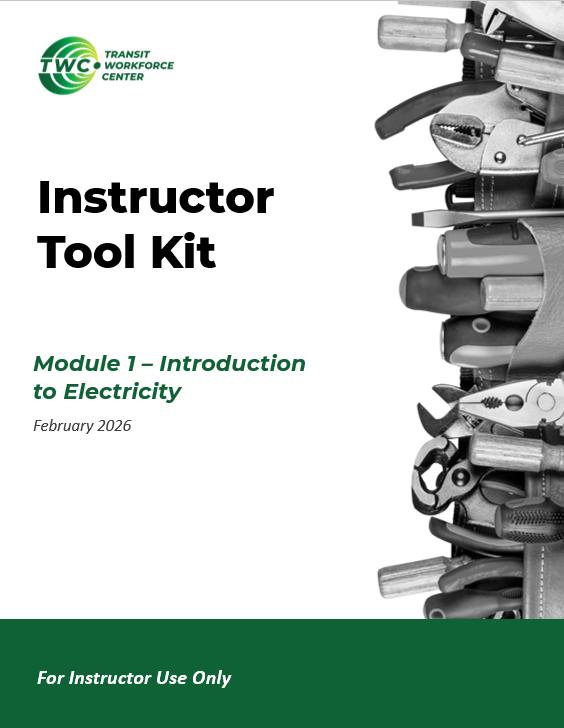 TWC TRANSIT
WORKFORCE
CENTER
Instructor
Tool Kit
Module 1 – Introduction
to Electricity
February 2026
For Instructor Use Only